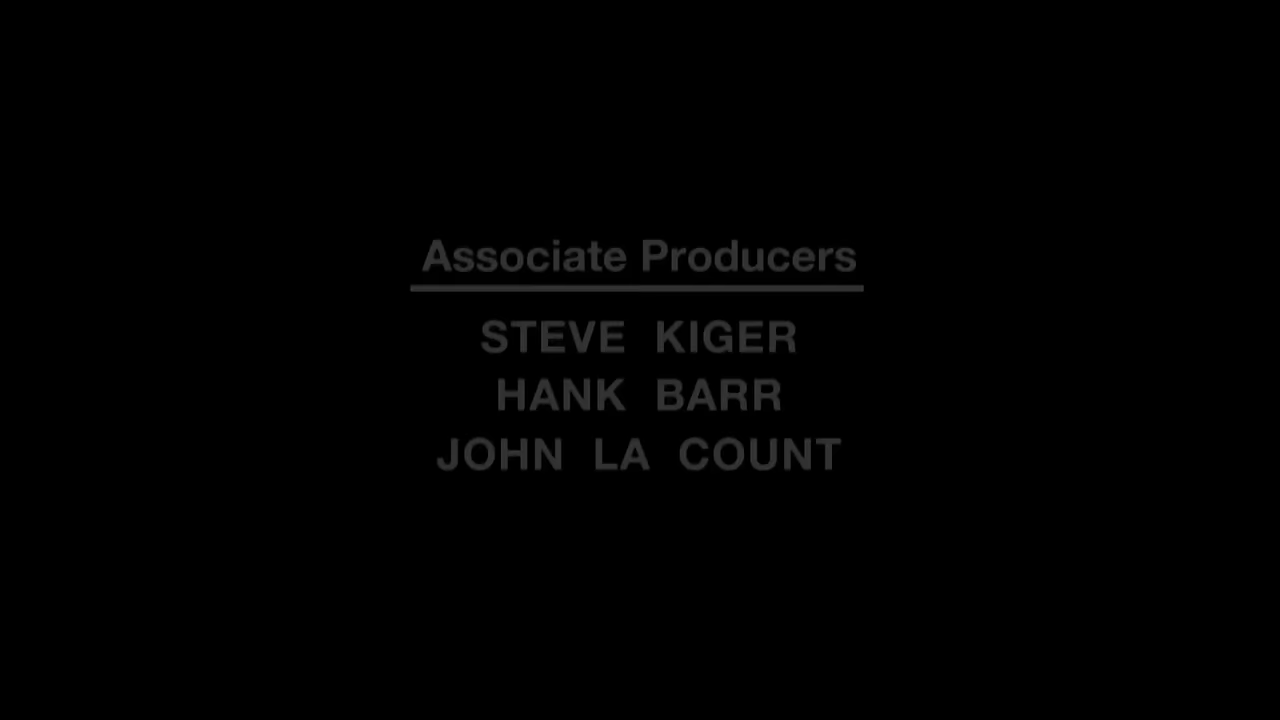 Associate Producers
STEVE KIGER
HANK BARR
JOHN LA COUNT